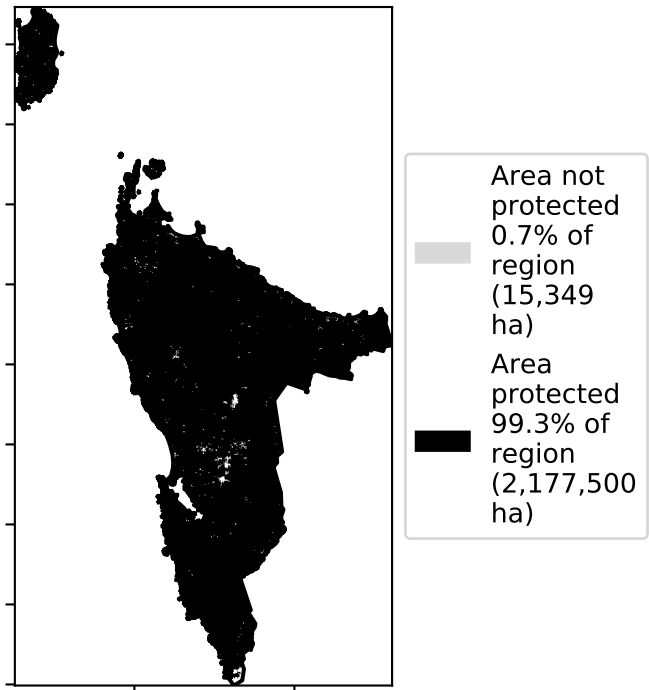 Area not
protected
0.7% of
region
(15,349
ha)
Area
protected
99.3% of
region
(2,177,500
ha)